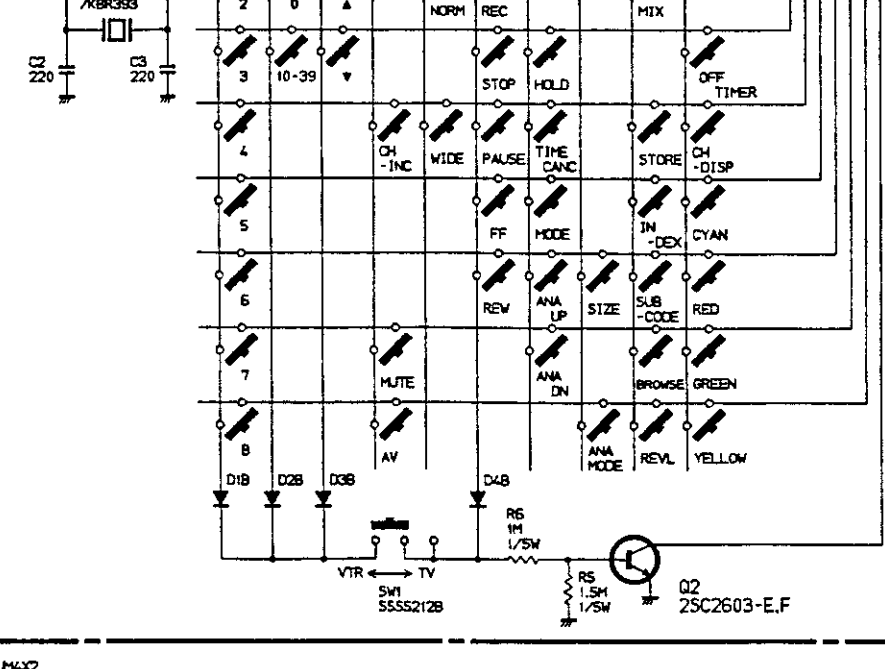 /KBR393
2 0 ▲
NORM REC MIX
C2
220
C3
220
3 10-39 ▼
STOP HOLD OFF
TIMER
4 CH
-INC WIDE PAUSE TIME
CANC STORE CH
-DISP
5 FF MODE IN
-DEX CYAN
6 REW ANA
UP SIZE SUB
-CODE RED
7 MUTE ANA
DN BROWSE GREEN
8 AV ANA
MODE REVL YELLOW
D1B D2B D3B D4B
R6
1M
1/5W
VTR TV
SW1
SSSS212B
R5
1.5M
1/5W
Q2
2SC2603-E,F